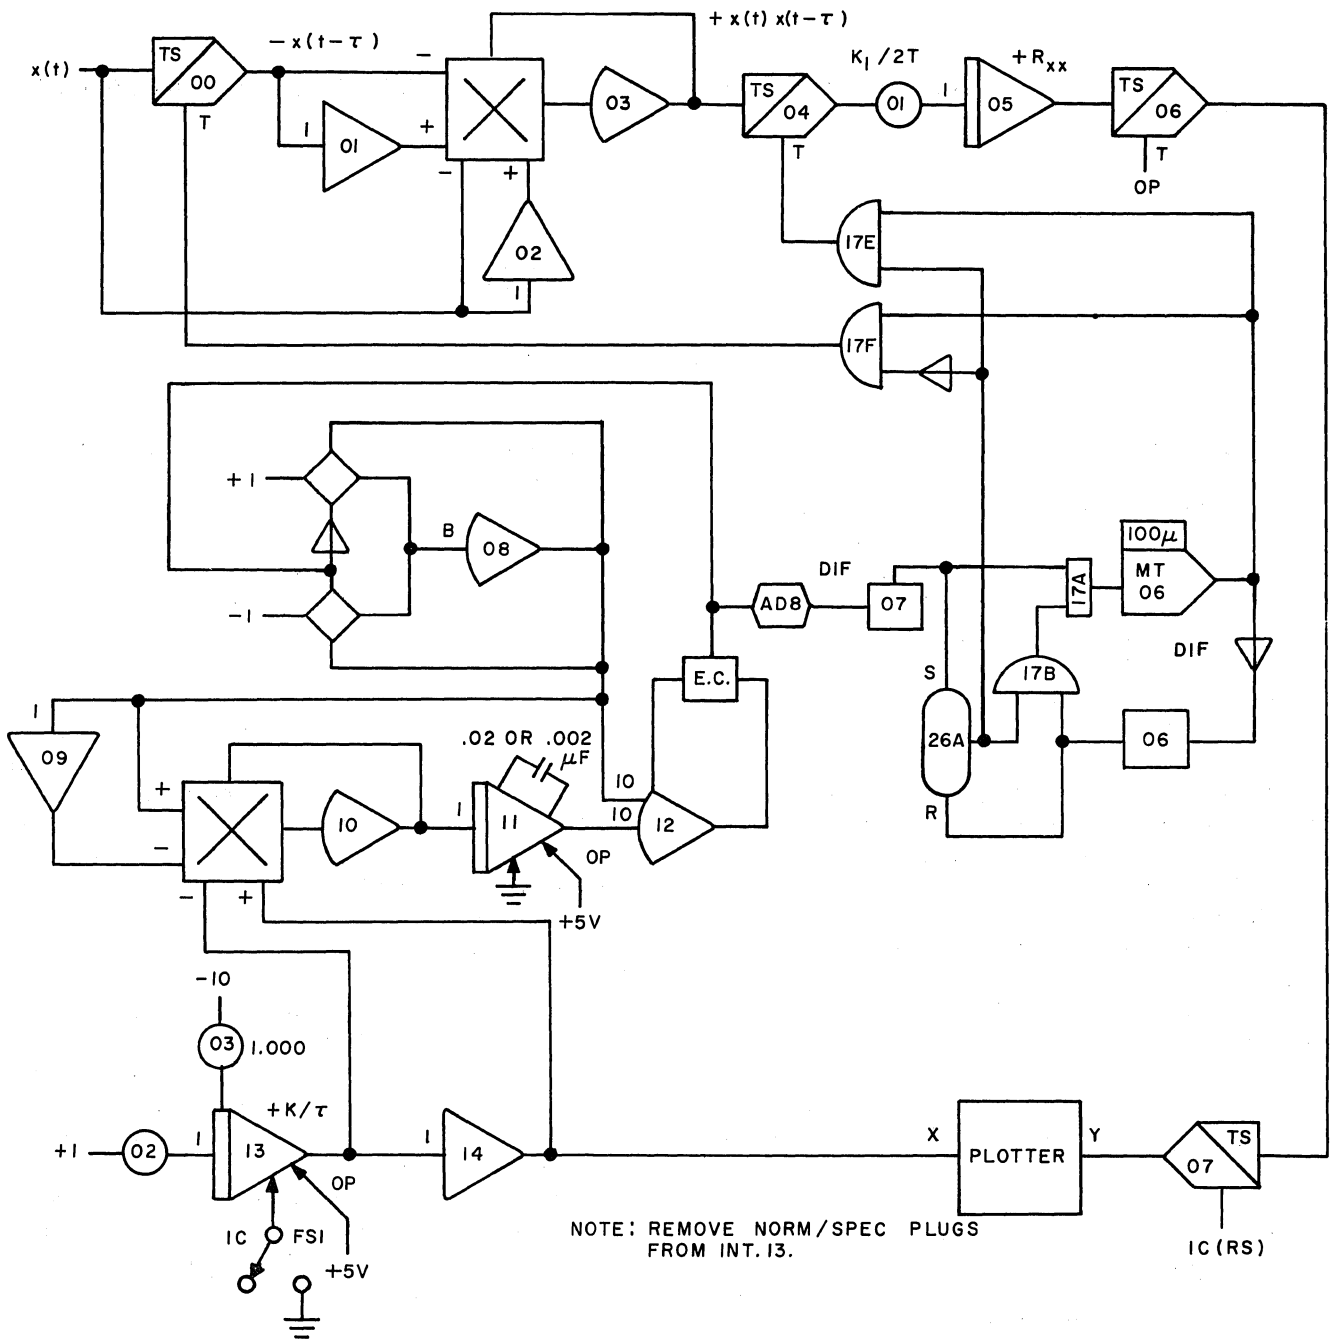 x(t)
TS
00
T
− x(t−τ)
1
01
−
+
−
+
02
1
03
+ x(t) x(t−τ)
TS
04
T
K₁/2T
01
1
+Rxx
05
TS
06
T
OP
17E
17F
+1
−1
B
08
E.C.
AD8
DIF
07
S
26A
R
17B
17A
100μ
MT
06
DIF
06
1
09
+
−
−
+
10
1
11
.02 OR .002
μF
OP
+5V
10
10
12
−10
03
1.000
+1
02
1
13
+K/τ
OP
IC
FS1
+5V
1
14
X
PLOTTER
Y
TS
07
IC(RS)
NOTE: REMOVE NORM/SPEC PLUGS
FROM INT. 13.